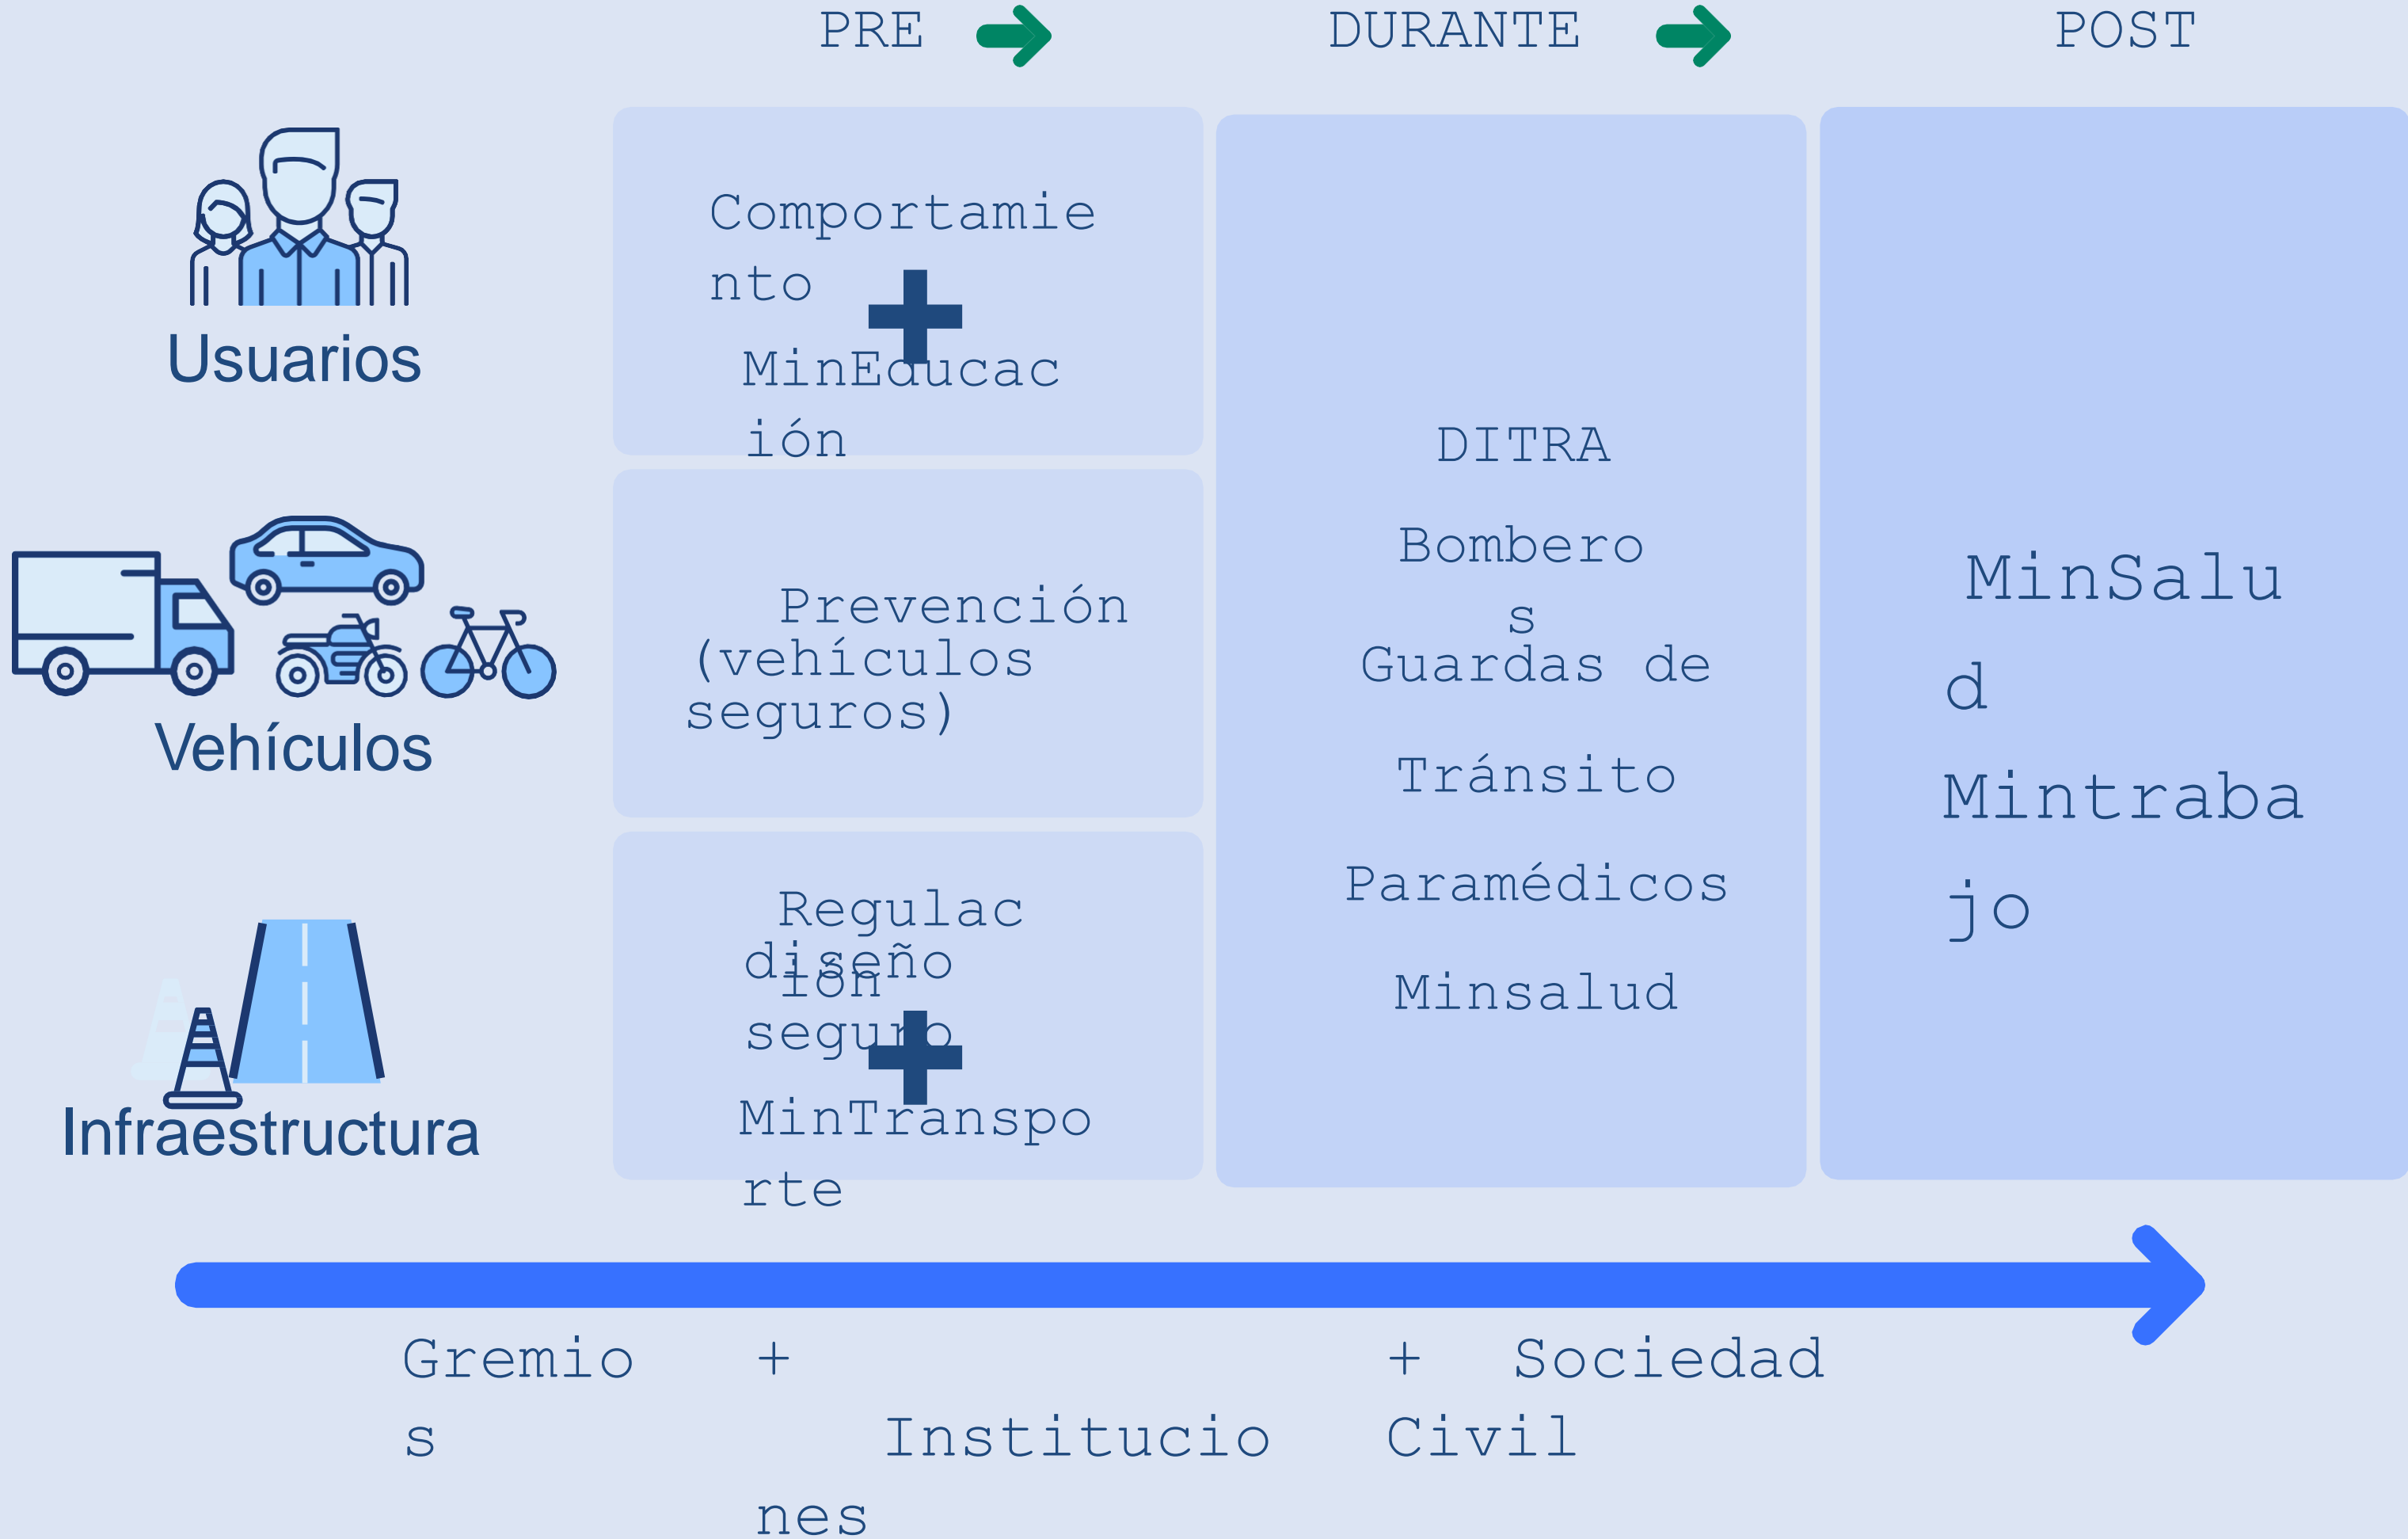 PRE
DURANTE
POST
Usuarios
Comportamie
nto
MinEducac
ión
Vehículos
Prevención
(vehículos
seguros)
Infraestructura
Regulac
ión
diseño
seguro
MinTranspo
rte
DITRA
Bombero
s
Guardas de
Tránsito
Paramédicos
Minsalud
MinSalu
d
Mintraba
jo
Gremio
s
+
Institucio
nes
+ Sociedad
Civil